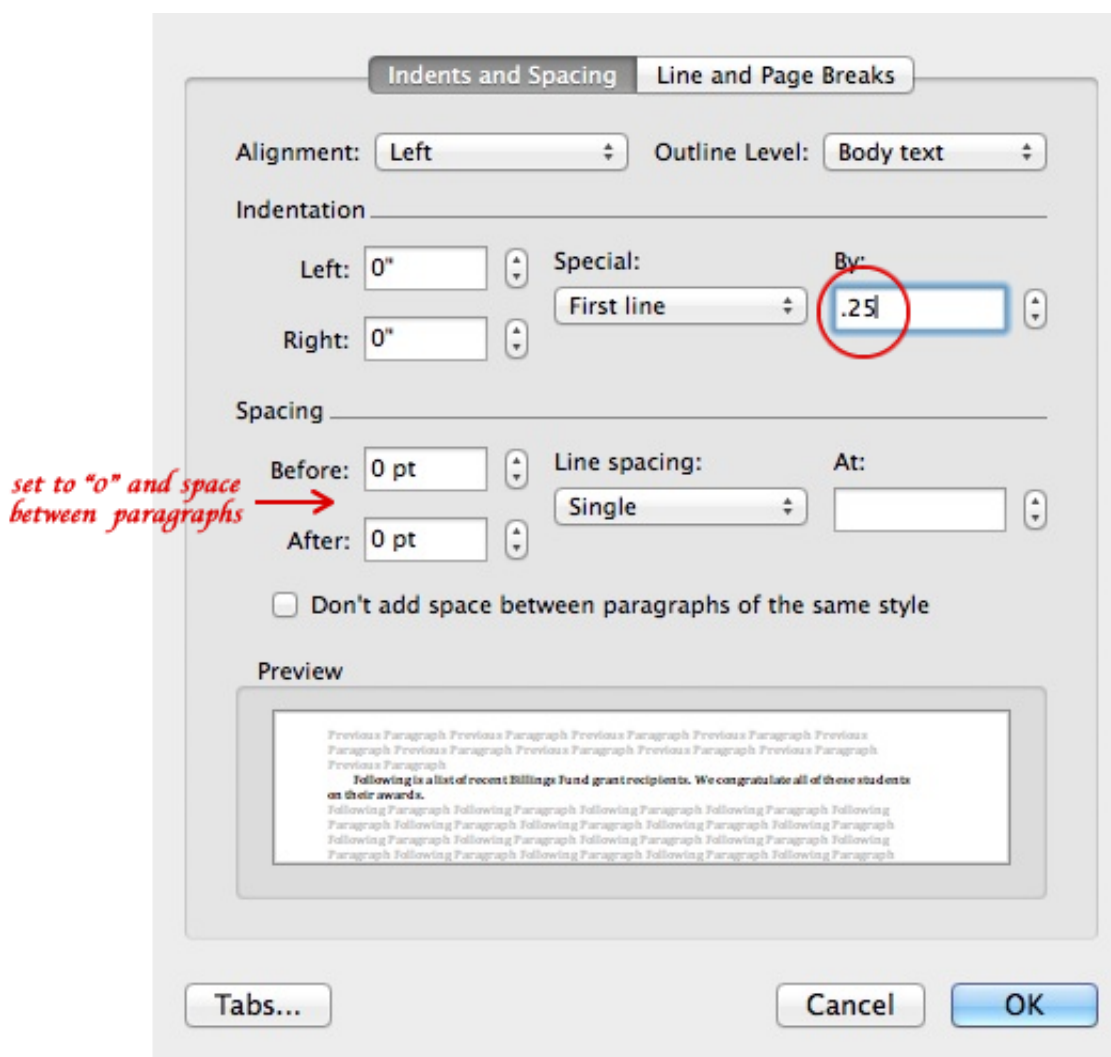 Indents and Spacing Line and Page Breaks
Alignment: Left Outline Level: Body text
Indentation
Left: 0" Special: By:
First line .25
Right: 0"
Spacing
Before: 0 pt Line spacing: At:
set to "0" and space
between paragraphs
Single
After: 0 pt
Don't add space between paragraphs of the same style
Preview
Previous Paragraph Previous Paragraph Previous Paragraph Previous Paragraph Previous
Paragraph Previous Paragraph Previous Paragraph Previous Paragraph Previous Paragraph
Previous Paragraph
Following is a list of recent Billings Fund grant recipients. We congratulate all of these students
on their awards.
Following Paragraph Following Paragraph Following Paragraph Following Paragraph Following
Paragraph Following Paragraph Following Paragraph Following Paragraph Following Paragraph
Following Paragraph Following Paragraph Following Paragraph Following Paragraph Following
Paragraph Following Paragraph Following Paragraph Following Paragraph Following Paragraph
Tabs... Cancel OK